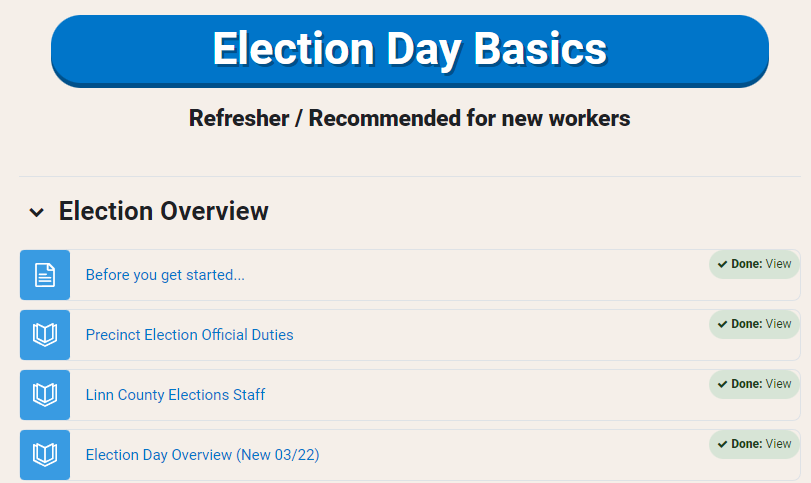 Election Day Basics
Refresher / Recommended for new workers
Election Overview
Before you get started...
Done: View
Precinct Election Official Duties
Done: View
Linn County Elections Staff
Done: View
Election Day Overview (New 03/22)
Done: View